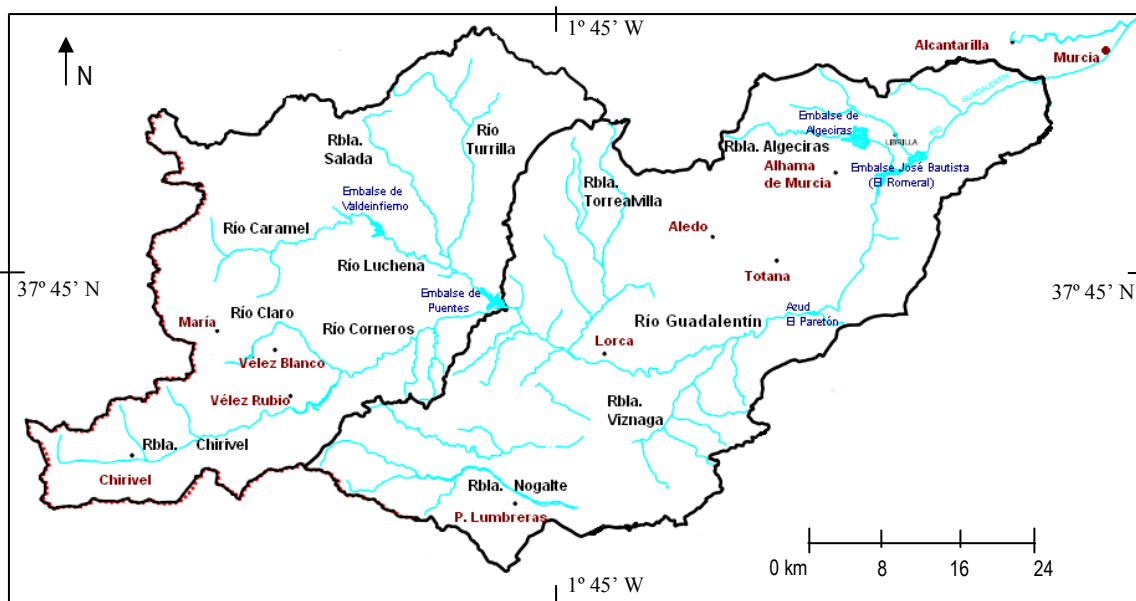 1º 45' W
N
Alcantarilla
Murcia
RÍO GUADALENTÍN
Rbla.
Salada
Río
Turrilla
Embalse de
Algeciras
LIBRILLA
Rbla. Algeciras
Alhama
de Murcia
Embalse José Bautista
(El Romeral)
Rbla.
Torrealvilla
Embalse de
Valdeinfierno
Río Caramel
Aledo
Río Luchena
Totana
37º 45' N
37º 45' N
Embalse de
Puentes
Río Claro
María
Río Corneros
Azud
El Paretón
Río Guadalentín
Lorca
Vélez Blanco
Vélez Rubio
Rbla.
Viznaga
Rbla. Chirivel
Chirivel
Rbla. Nogalte
P. Lumbreras
0 km 8 16 24
1º 45' W